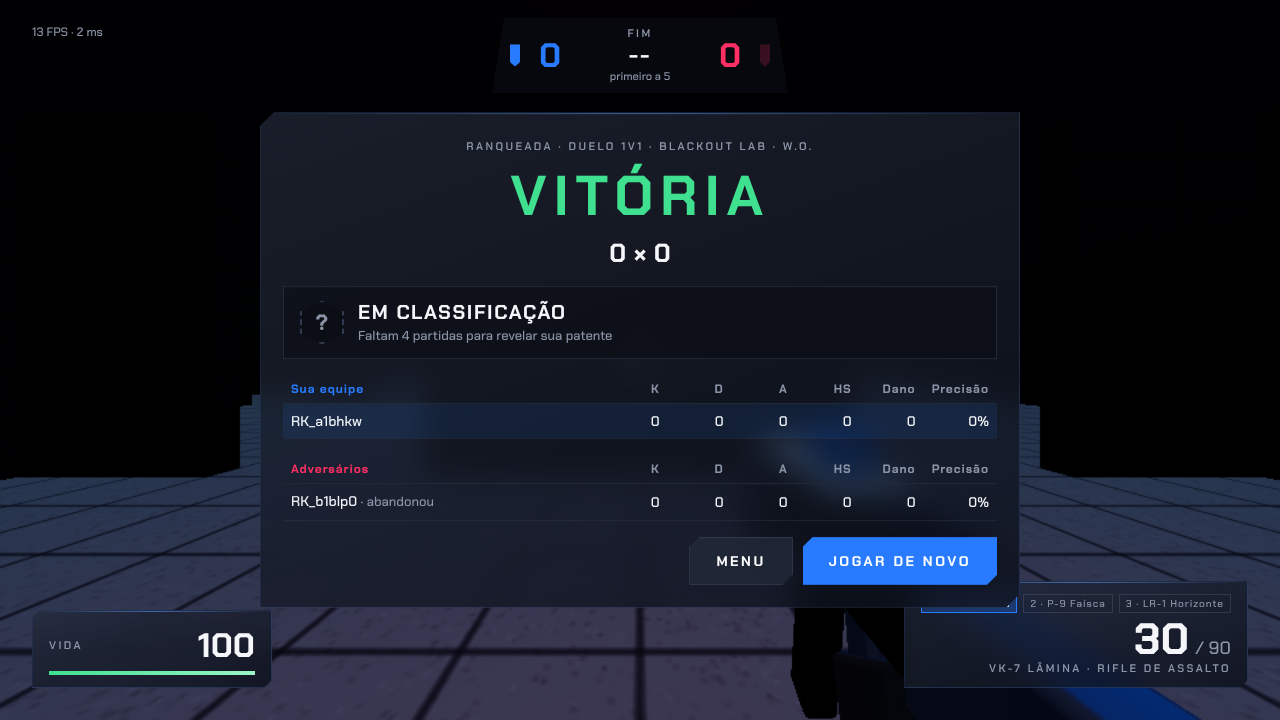 13 FPS · 2 ms
FIM
0 -- 0
primeiro a 5
RANQUEADA · DUELO 1V1 · BLACKOUT LAB · W.O.
VITÓRIA
0 × 0
?
EM CLASSIFICAÇÃO
Faltam 4 partidas para revelar sua patente
Sua equipe K D A HS Dano Precisão
RK_a1bhkw 0 0 0 0 0 0%
Adversários K D A HS Dano Precisão
RK_b1blp0 · abandonou 0 0 0 0 0 0%
MENU JOGAR DE NOVO
VIDA 100
2 · P-9 Faísca 3 · LR-1 Horizonte
30 / 90
VK-7 LÂMINA · RIFLE DE ASSALTO